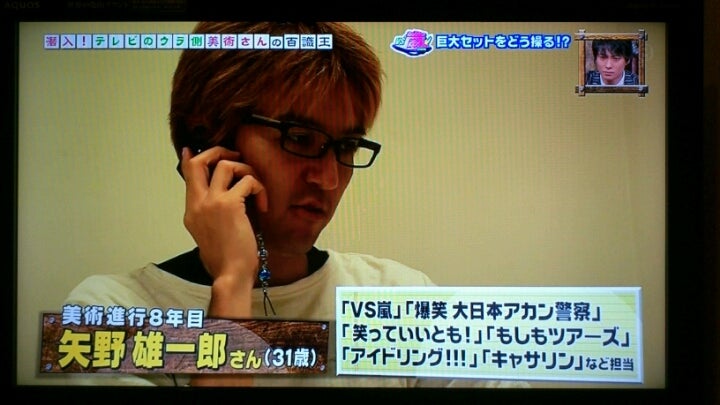 AQUOS
潜入！テレビのウラ側美術さんの百識王
嵐
巨大セットをどう操る!?
美術進行8年目
矢野 雄一郎さん(31歳)
「VS嵐」「爆笑 大日本アカン警察」
「笑っていいとも！」「もしもツアーズ」
「アイドリング!!!」「キャサリン」など担当